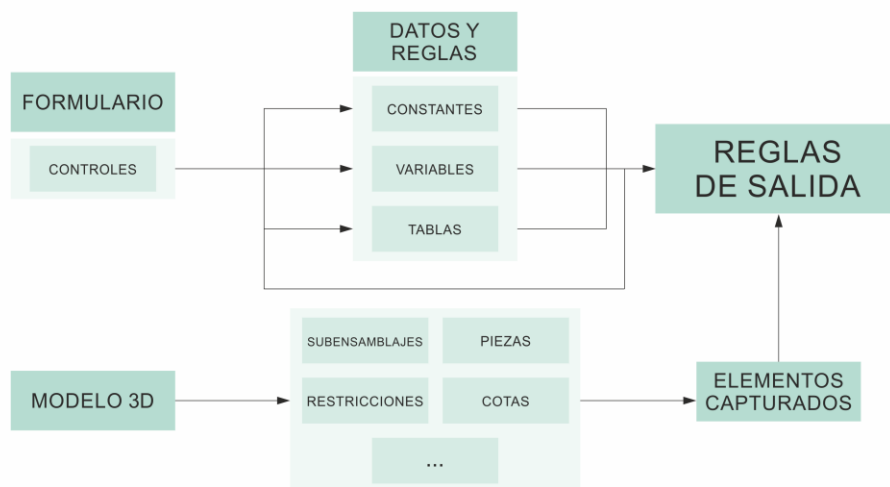 DATOS Y
REGLAS
FORMULARIO
CONTROLES
CONSTANTES
VARIABLES
TABLAS
REGLAS
DE SALIDA
SUBENSAMBLAJES
PIEZAS
MODELO 3D
RESTRICCIONES
COTAS
...
ELEMENTOS
CAPTURADOS